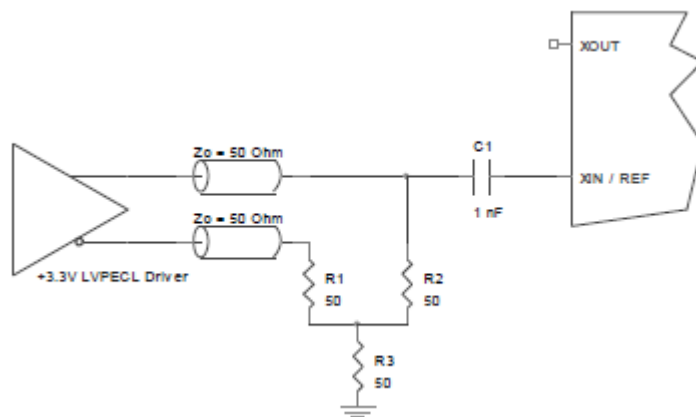 XOUT
C1
Zo = 50 Ohm
XIN / REF
1 nF
Zo = 50 Ohm
+3.3V LVPECL Driver
R1
50
R2
50
R3
50